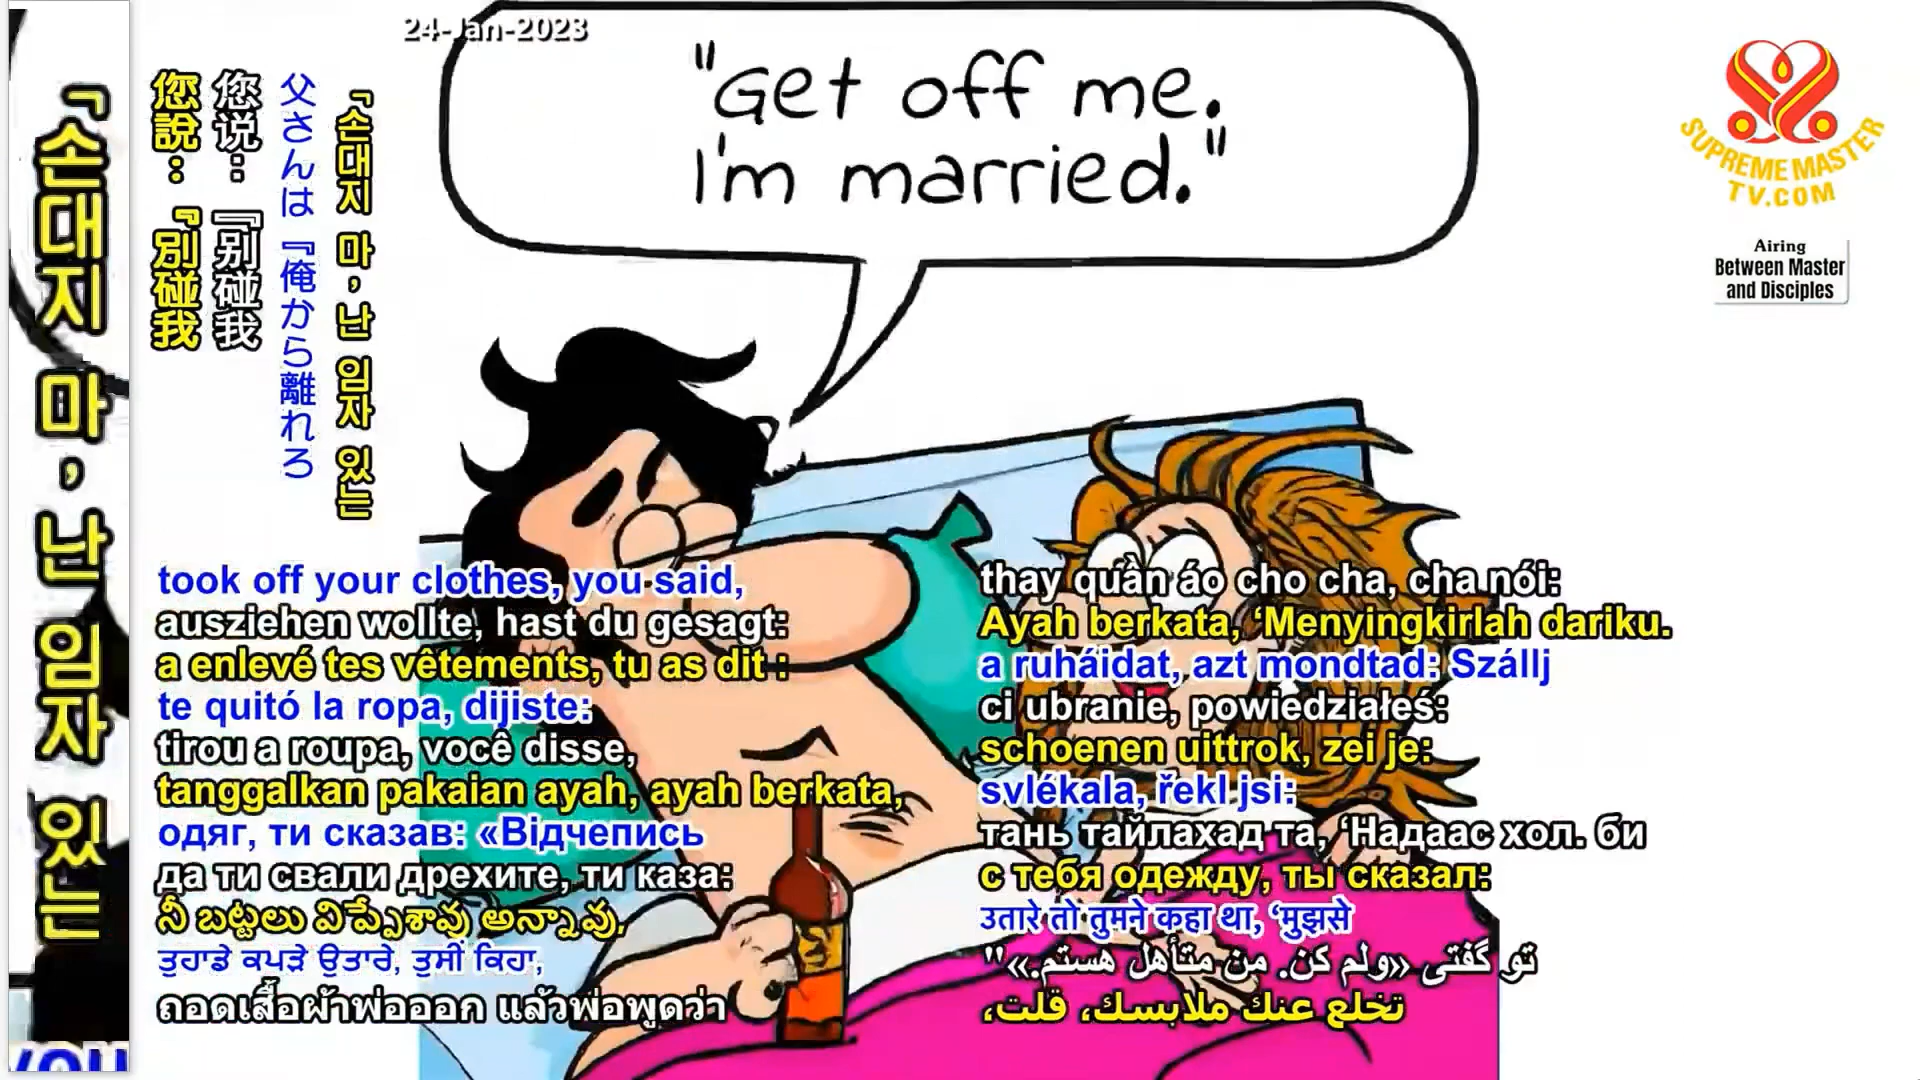 24-Jan-2023
"Get off me.
I'm married."
SUPREME MASTER
TV.COM
Airing
Between Master
and Disciples
「손대지 마, 난 임자 있는
您說：『別碰我
您说：『别碰我
父さんは『俺から離れろ
「손대지 마, 난 임자 있는
took off your clothes, you said,
ausziehen wollte, hast du gesagt:
a enlevé tes vêtements, tu as dit :
te quitó la ropa, dijiste:
tirou a roupa, você disse,
tanggalkan pakaian ayah, ayah berkata,
одяг, ти сказав: «Відчепись
да ти свали дрехите, ти каза:
నీ బట్టలు విప్పేశావు అన్నావు,
ਤੁਹਾਡੇ ਕਪੜੇ ਉਤਾਰੇ, ਤੁਸੀਂ ਕਿਹਾ,
ถอดเสื้อผ้าพ่อออก แล้วพ่อพูดว่า
thay quần áo cho cha, cha nói:
Ayah berkata, ‘Menyingkirlah dariku.
a ruháidat, azt mondtad: Szállj
ci ubranie, powiedziałeś:
schoenen uittrok, zei je:
svlékala, řekl jsi:
тань тайлахад та, ‘Надаас хол. би
с тебя одежду, ты сказал:
उतारे तो तुमने कहा था, ‘मुझसे
تو گفتی «ولم کن. من متأهل هستم.»"
تخلع عنك ملابسك، قلت،